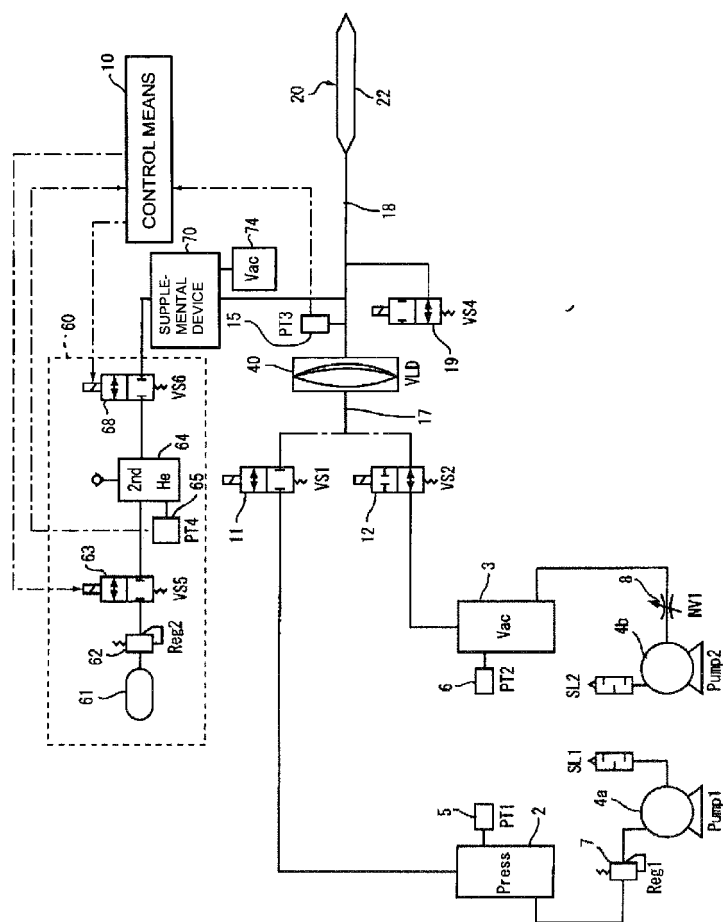 10
CONTROL MEANS
20
22
18
70
SUPPLE-
MENTAL
DEVICE
74
Vac
60
PT3
15
VS4
19
68
VS6
40
VLD
17
64
2nd
He
65
PT4
63
VS5
62
Reg2
61
11
VS1
12
VS2
3
Vac
6
PT2
8
NV1
4b
SL2
Pump2
SL1
4a
Pump1
5
PT1
2
Press
7
Reg1